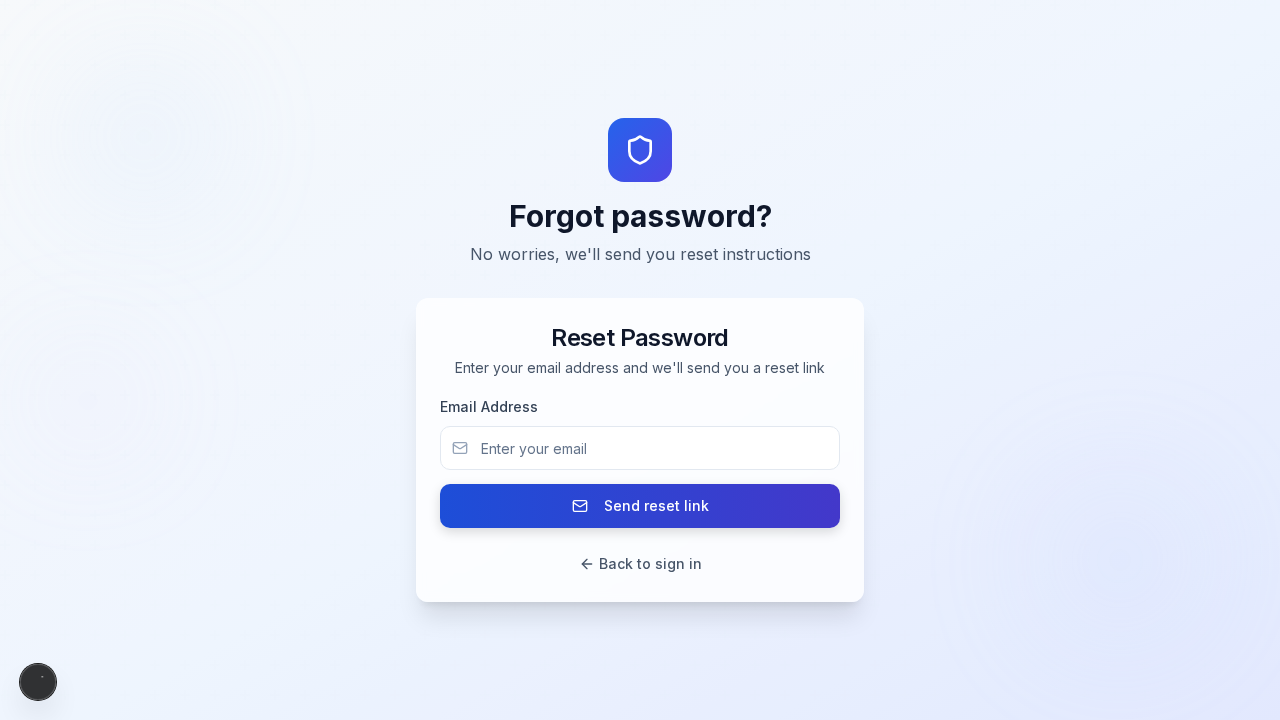 Forgot password?
No worries, we'll send you reset instructions
Reset Password
Enter your email address and we'll send you a reset link
Email Address
Enter your email
Send reset link
Back to sign in